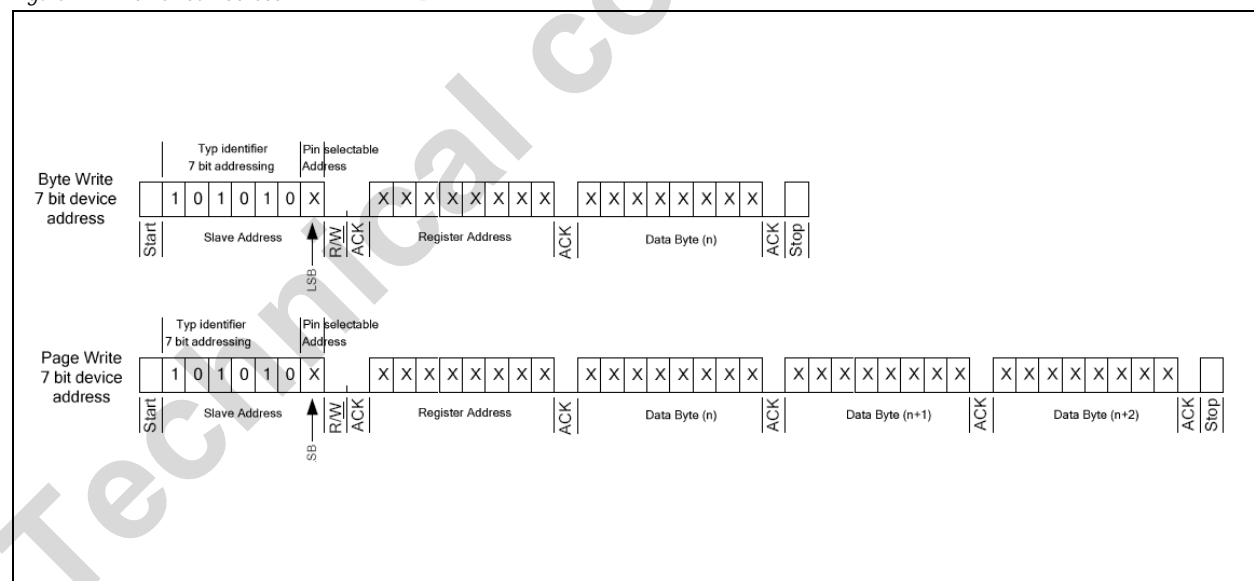 Typ identifier Pin selectable
7 bit addressing Address
Byte Write
7 bit device
address
1 0 1 0 1 0 X X X X X X X X X X X X X X X X X
Start Slave Address R/W ACK Register Address ACK Data Byte (n) ACK Stop
LSB
Typ identifier Pin selectable
7 bit addressing Address
Page Write
7 bit device
address
1 0 1 0 1 0 X X X X X X X X X X X X X X X X X X X X X X X X X X X X X X X X X
Start Slave Address R/W ACK Register Address ACK Data Byte (n) ACK Data Byte (n+1) ACK Data Byte (n+2) ACK Stop
.SB
Technical co